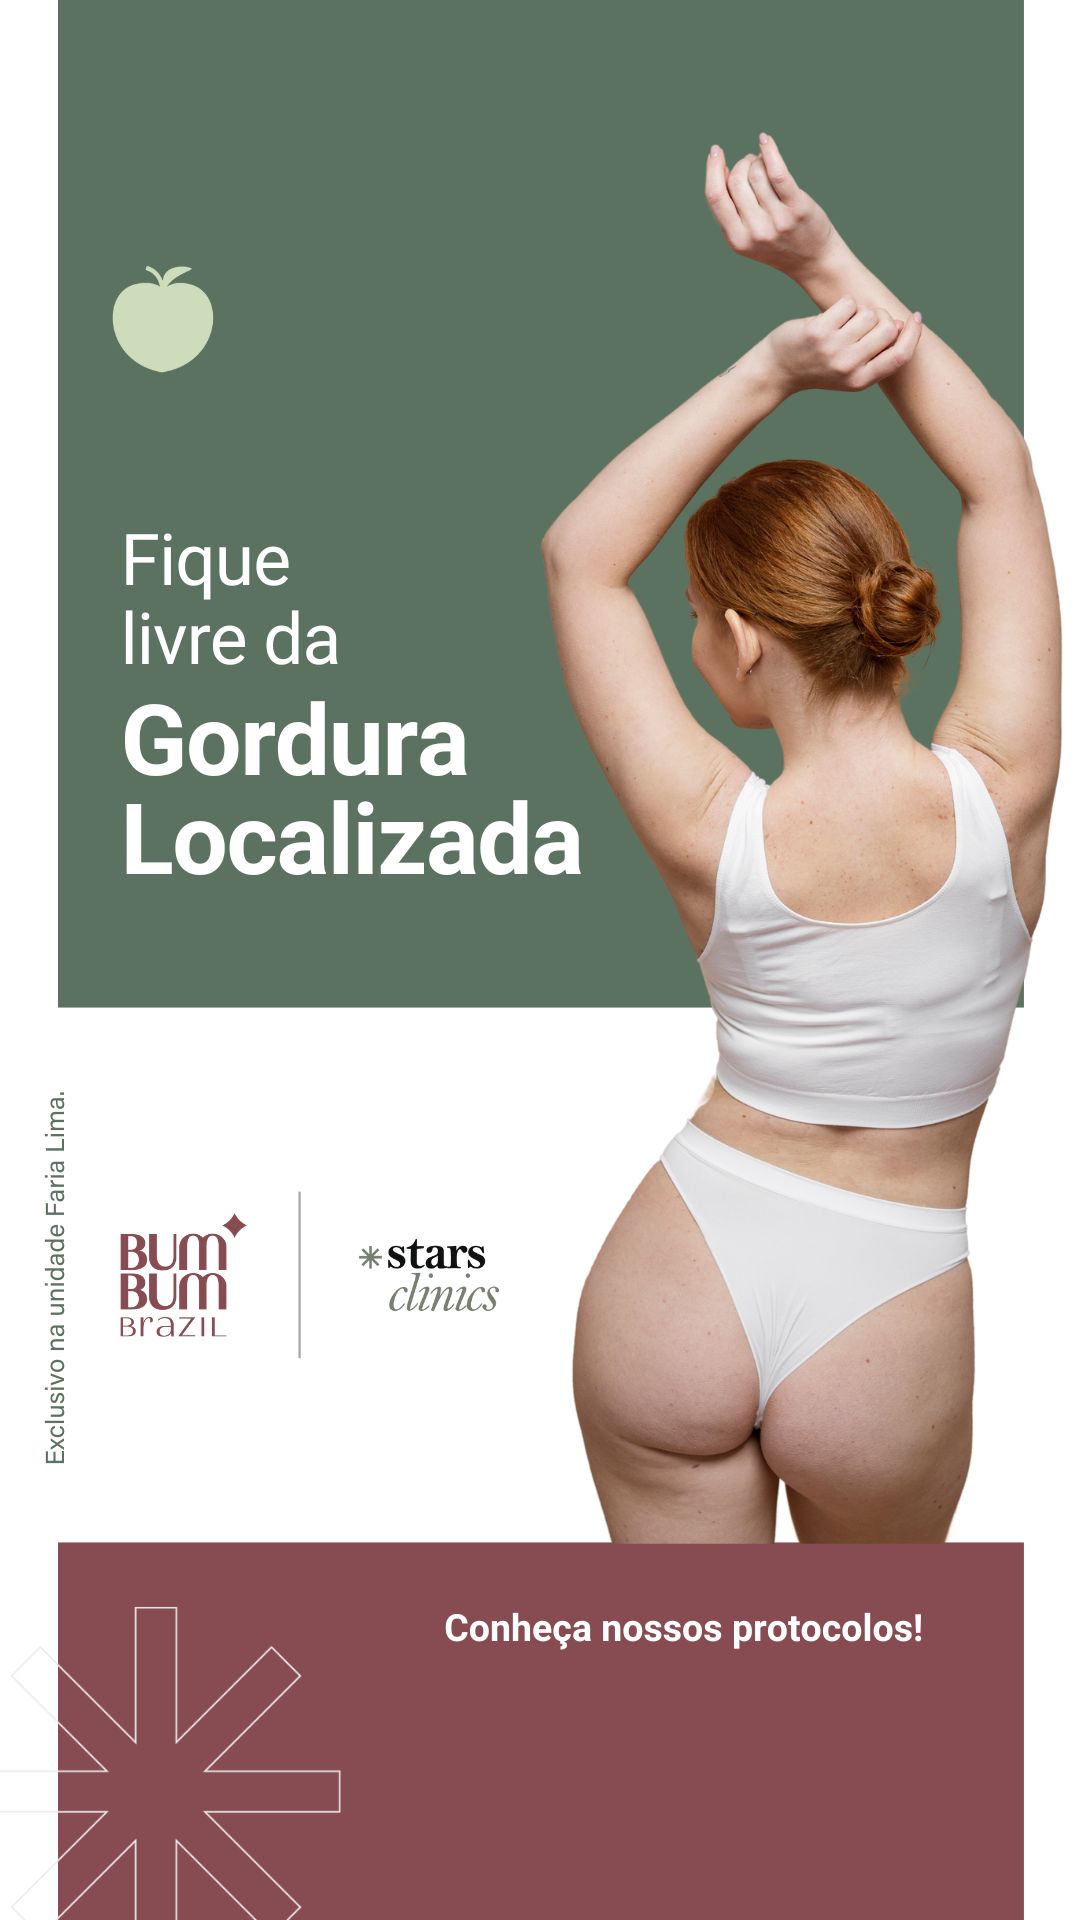 Fique
livre da
Gordura
Localizada
Exclusivo na unidade Faria Lima.
BUM
BUM
BRAZIL
stars
clinics
Conheça nossos protocolos!